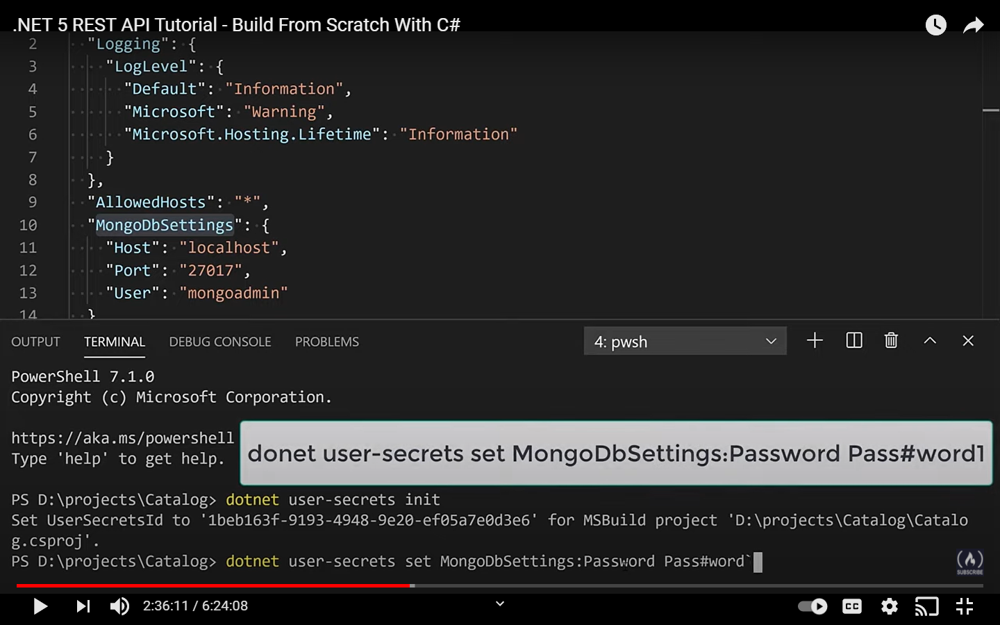 .NET 5 REST API Tutorial - Build From Scratch With C#
2 "Logging": {
3 "LogLevel": {
4 "Default": "Information",
5 "Microsoft": "Warning",
6 "Microsoft.Hosting.Lifetime": "Information"
7 }
8 },
9 "AllowedHosts": "*",
10 "MongoDbSettings": {
11 "Host": "localhost",
12 "Port": "27017",
13 "User": "mongoadmin"
14 }
OUTPUT TERMINAL DEBUG CONSOLE PROBLEMS 4: pwsh
PowerShell 7.1.0
Copyright (c) Microsoft Corporation.
https://aka.ms/powershell
Type 'help' to get help.
donet user-secrets set MongoDbSettings:Password Pass#word1
PS D:\projects\Catalog> dotnet user-secrets init
Set UserSecretsId to '1beb163f-9193-4948-9e20-ef05a7e0d3e6' for MSBuild project 'D:\projects\Catalog\Catalo
g.csproj'.
PS D:\projects\Catalog> dotnet user-secrets set MongoDbSettings:Password Pass#word`
SUBSCRIBE
2:36:11 / 6:24:08
CC